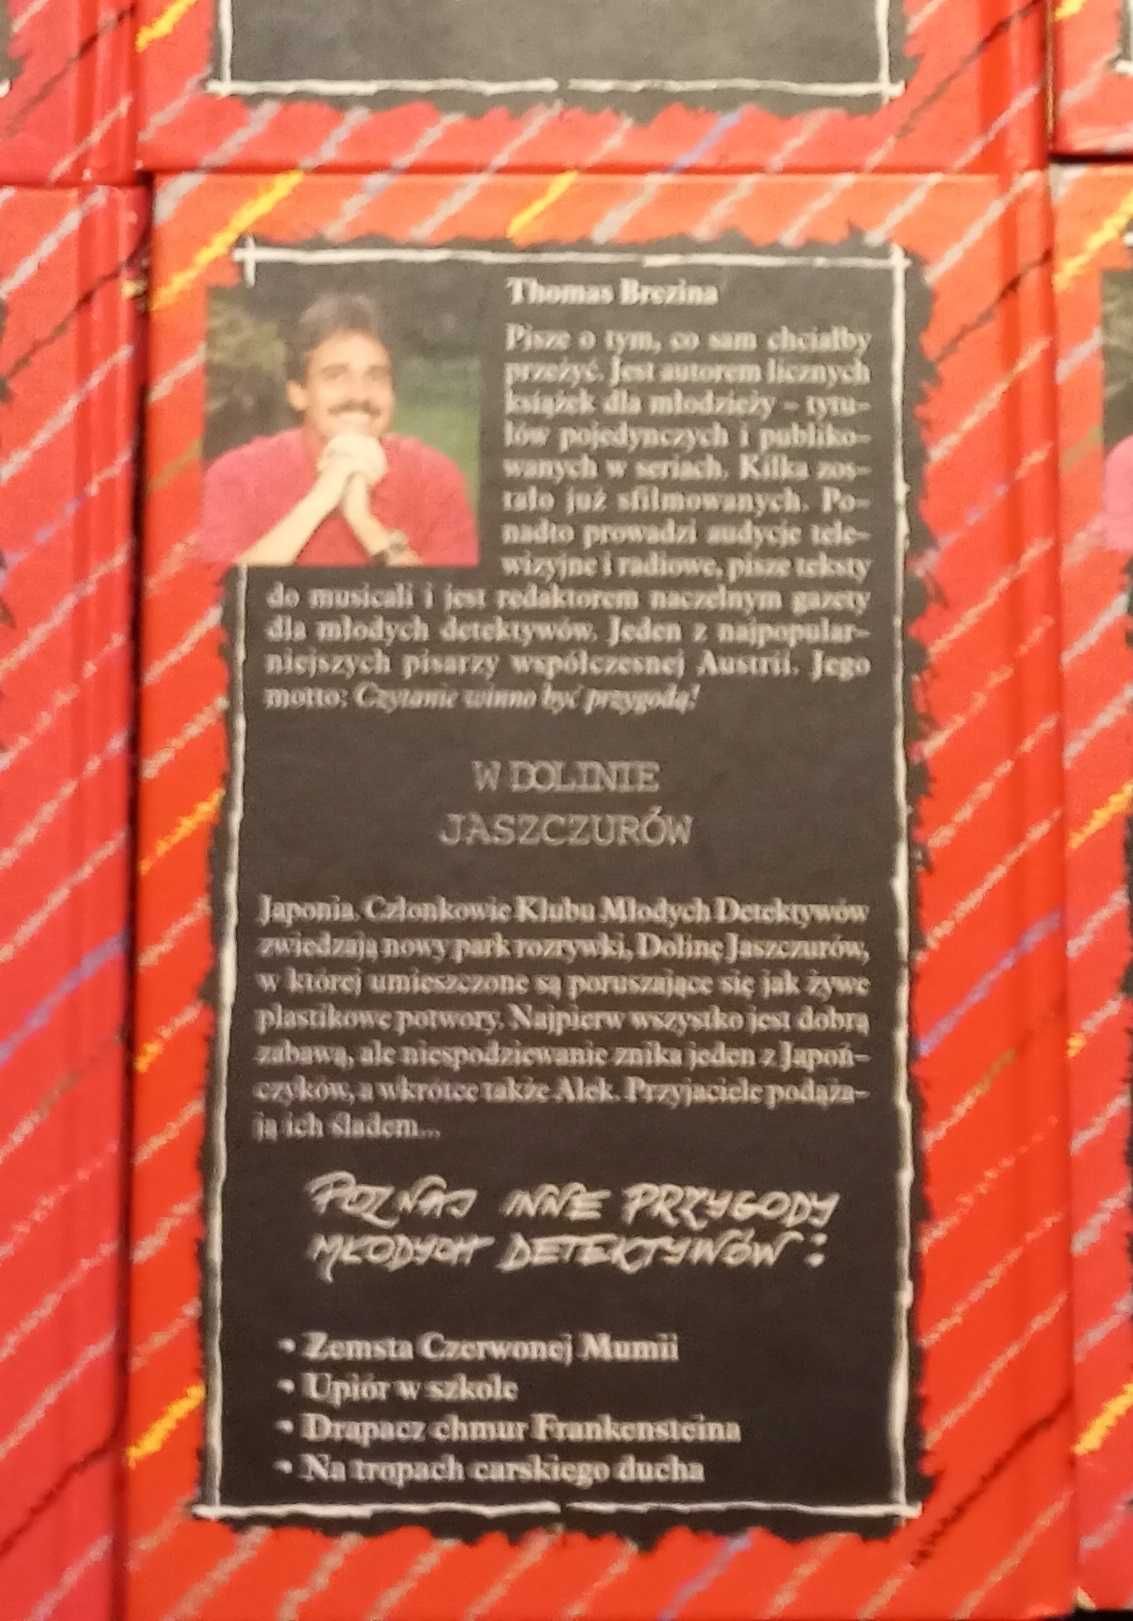 Thomas Brezina
Pisze o tym, co sam chciałby
przeżyć. Jest autorem licznych
książek dla młodzieży – tytu-
łów pojedynczych i publiko-
wanych w seriach. Kilka zos-
tało już sfilmowanych. Po-
nadto prowadzi audycje tele-
wizyjne i radiowe, pisze teksty
do musicali i jest redaktorem naczelnym gazety
dla młodych detektywów. Jeden z najpopular-
niejszych pisarzy współczesnej Austrii. Jego
motto: Czytanie winno być przygodą!
W DOLINIE
JASZCZURÓW
Japonia. Członkowie Klubu Młodych Detektywów
zwiedzają nowy park rozrywki, Dolinę Jaszczurów,
w której umieszczone są poruszające się jak żywe
plastikowe potwory. Najpierw wszystko jest dobrą
zabawą, ale niespodziewanie znika jeden z Japoń-
czyków, a wkrótce także Alek. Przyjaciele podąża-
ją ich śladem...
POZNAJ INNE PRZYGODY
MŁODYCH DETEKTYWÓW:
• Zemsta Czerwonej Mumii
• Upiór w szkole
• Drapacz chmur Frankensteina
• Na tropach carskiego ducha